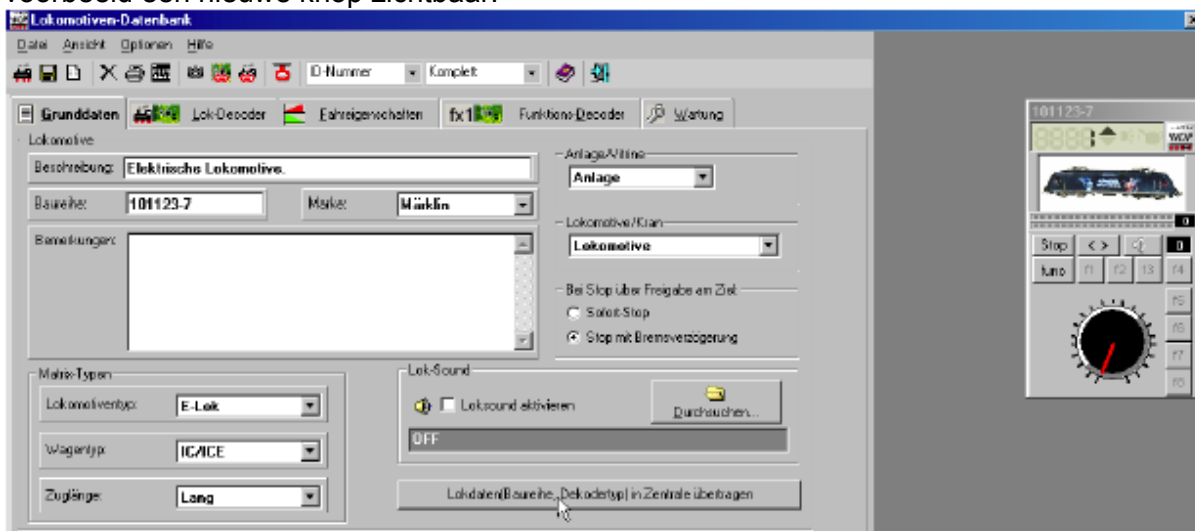 voorbeeld een nieuwe knop zichtbaar:
Lokomotiven-Datenbank
Datei Ansicht Optionen Hilfe
ID-Nummer Komplett
Grunddaten Lok-Decoder Fahreigenschaften fx1 Funktions-Decoder Wartung
Lokomotive
Beschreibung: Elektrische Lokomotive.
Baureihe: 101123-7 Marke: Märklin
Bemerkungen:
Anlage/Vitrine
Anlage
Lokomotive/Kran
Lokomotive
Bei Stop über Freigabe am Ziel
Sofort-Stop
Stop mit Bremsverzögerung
Matrix-Typen
Lokomotiventyp: E-Lok
Wagentyp: IC/ICE
Zuglänge: Lang
Lok-Sound
Loksound aktivieren
Durchsuchen...
OFF
Lokdaten(Baureihe, Dekodertyp) in Zentrale übertragen
101123-7
WDP
0
Stop < > 0
func f1 f2 f3 f4
f5
f6
f7
f8